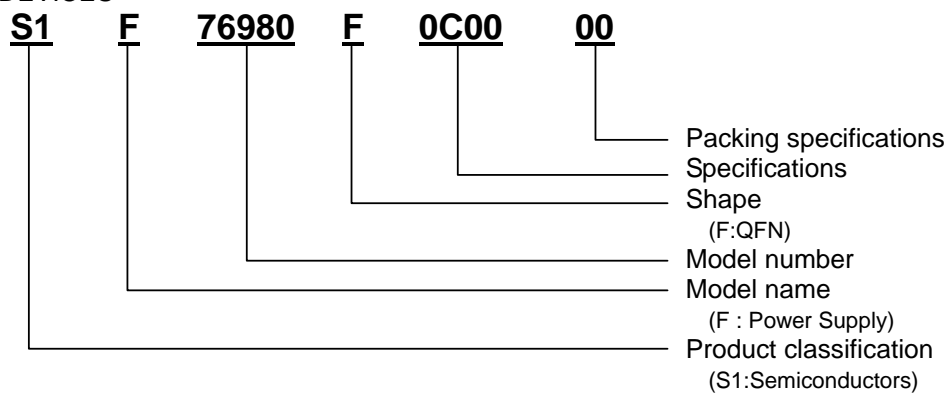 S1 F 76980 F 0C00 00
Packing specifications
Specifications
Shape
(F:QFN)
Model number
Model name
(F : Power Supply)
Product classification
(S1:Semiconductors)